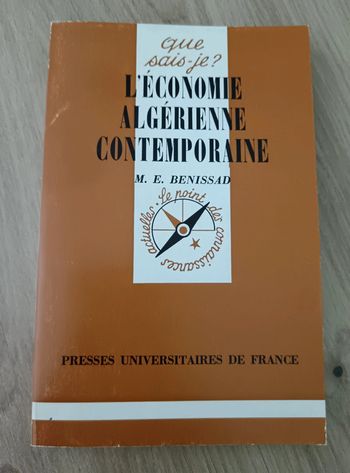 que
sais-je?
L'ÉCONOMIE
ALGÉRIENNE
CONTEMPORAINE
M. E. BENISSAD
Le point des connaissances actuelles
PRESSES UNIVERSITAIRES DE FRANCE